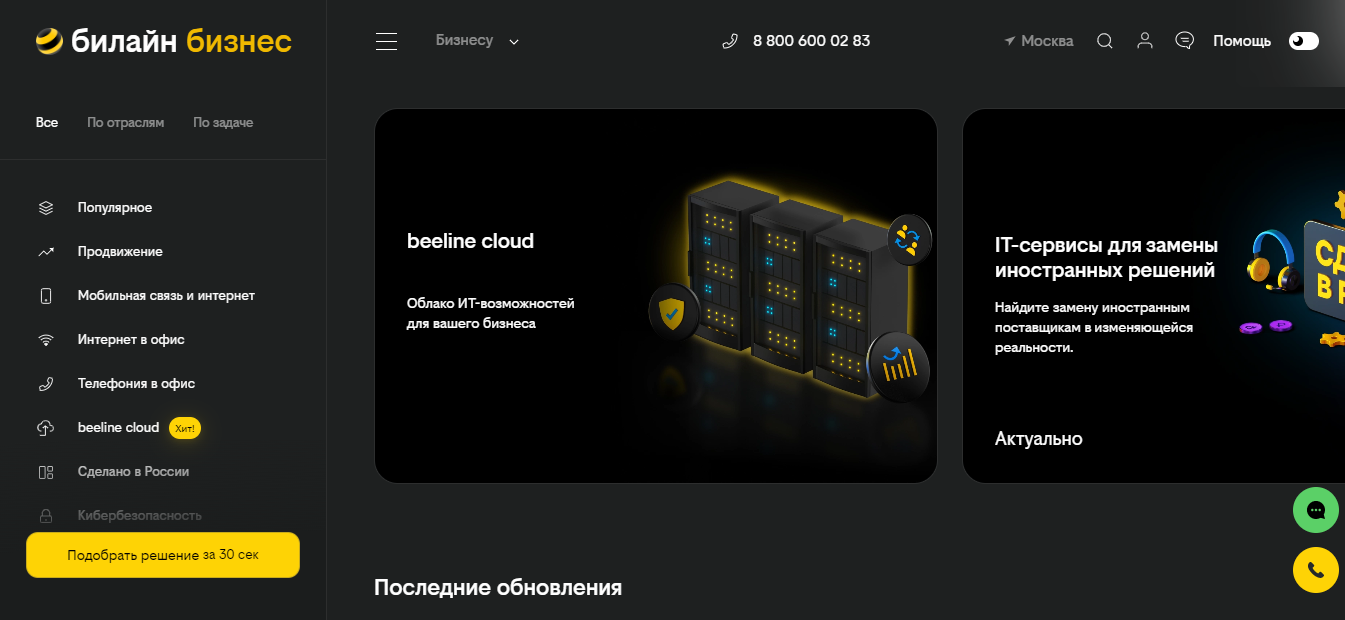 билайн бизнес
Бизнесу
8 800 600 02 83
Москва
Помощь
Все
По отраслям
По задаче
Популярное
Продвижение
Мобильная связь и интернет
Интернет в офис
Телефония в офис
beeline cloud
Хит!
Сделано в России
Кибербезопасность
Подобрать решение за 30 сек
beeline cloud
Облако ИТ-возможностей
для вашего бизнеса
IT-сервисы для замены
иностранных решений
Найдите замену иностранным
поставщикам в изменяющейся
реальности.
Актуально
Последние обновления